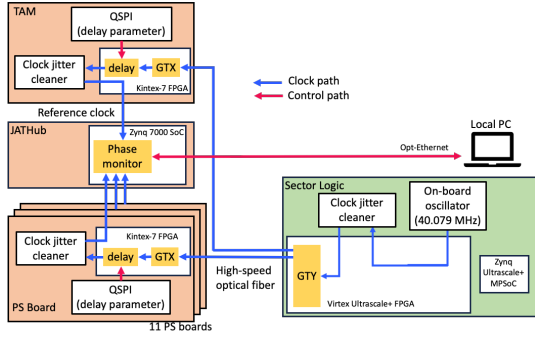 TAM
QSPI
(delay parameter)
Clock jitter
cleaner
delay
GTX
Kintex-7 FPGA
Clock path
Control path
Reference clock
JATHub
Zynq 7000 SoC
Phase
monitor
Opt-Ethernet
Local PC
Sector Logic
Clock jitter
cleaner
On-board
oscillator
(40.079 MHz)
Kintex-7 FPGA
Clock jitter
cleaner
delay
GTX
High-speed
optical fiber
GTY
Virtex Ultrascale+ FPGA
Zynq
Ultrascale+
MPSoC
QSPI
(delay parameter)
PS Board
11 PS boards